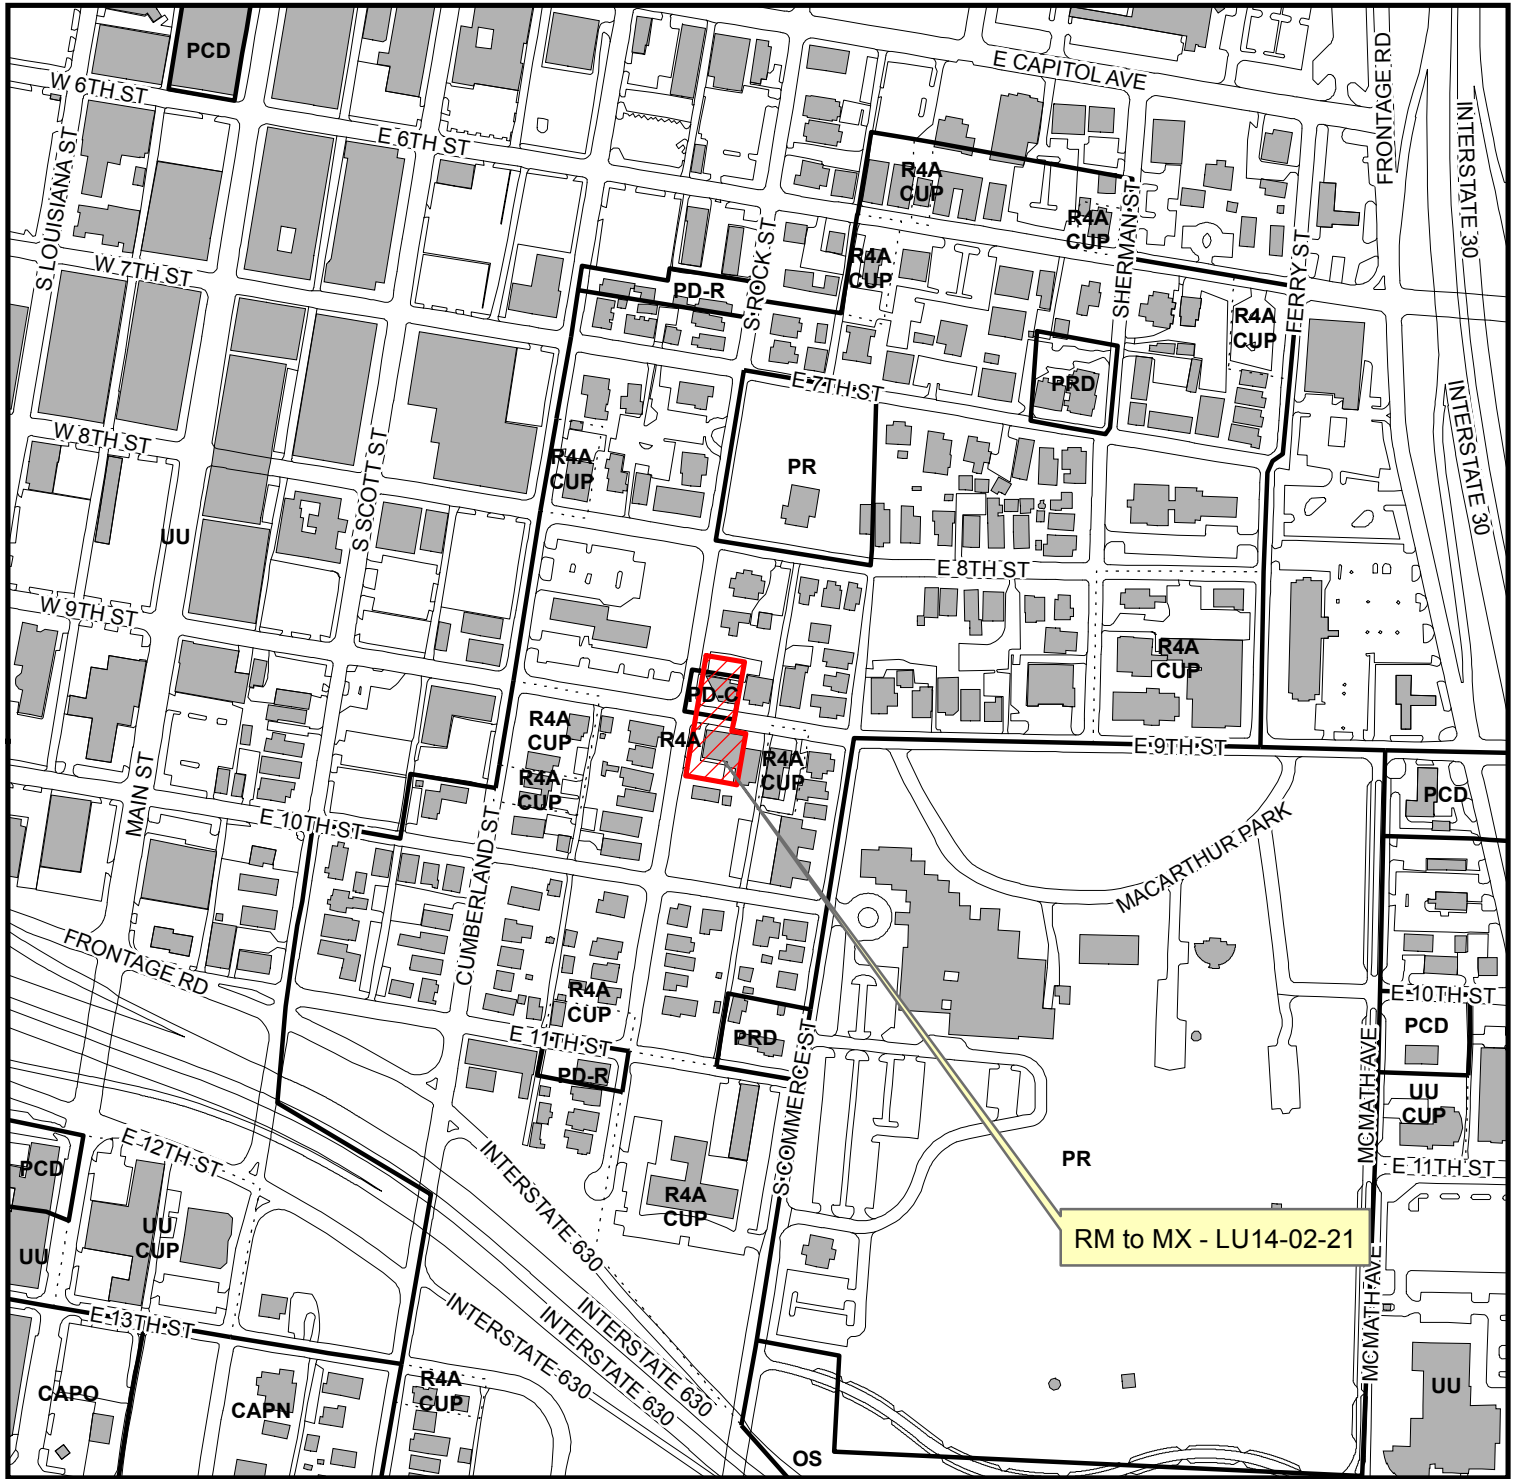 PCD
E CAPITOL AVE
FRONTAGE RD
INTERSTATE 30
W 6TH ST
E 6TH ST
S LOUISIANA ST
R4A
CUP
R4A
CUP
SHERMAN ST
S ROCK ST
FERRY ST
W 7TH ST
R4A
CUP
PD-R
R4A
CUP
E 7TH ST
PRD
INTERSTATE 30
W 8TH ST
S SCOTT ST
R4A
CUP
PR
UU
E 8TH ST
W 9TH ST
R4A
CUP
PD-C
R4A
CUP
R4A
E 9TH ST
R4A
CUP
R4A
CUP
MAIN ST
PCD
E 10TH ST
CUMBERLAND ST
MACARTHUR PARK
FRONTAGE RD
R4A
CUP
E 10TH ST
PCD
E 11TH ST
PRD
S COMMERCE ST
PD-R
MCMATH AVE
UU
CUP
E 12TH ST
INTERSTATE 630
PR
E 11TH ST
PCD
R4A
CUP
UU
CUP
UU
RM to MX - LU14-02-21
MCMATH AVE
E 13TH ST
INTERSTATE 630
INTERSTATE 630
INTERSTATE 630
CAPO
CAPN
R4A
CUP
UU
OS